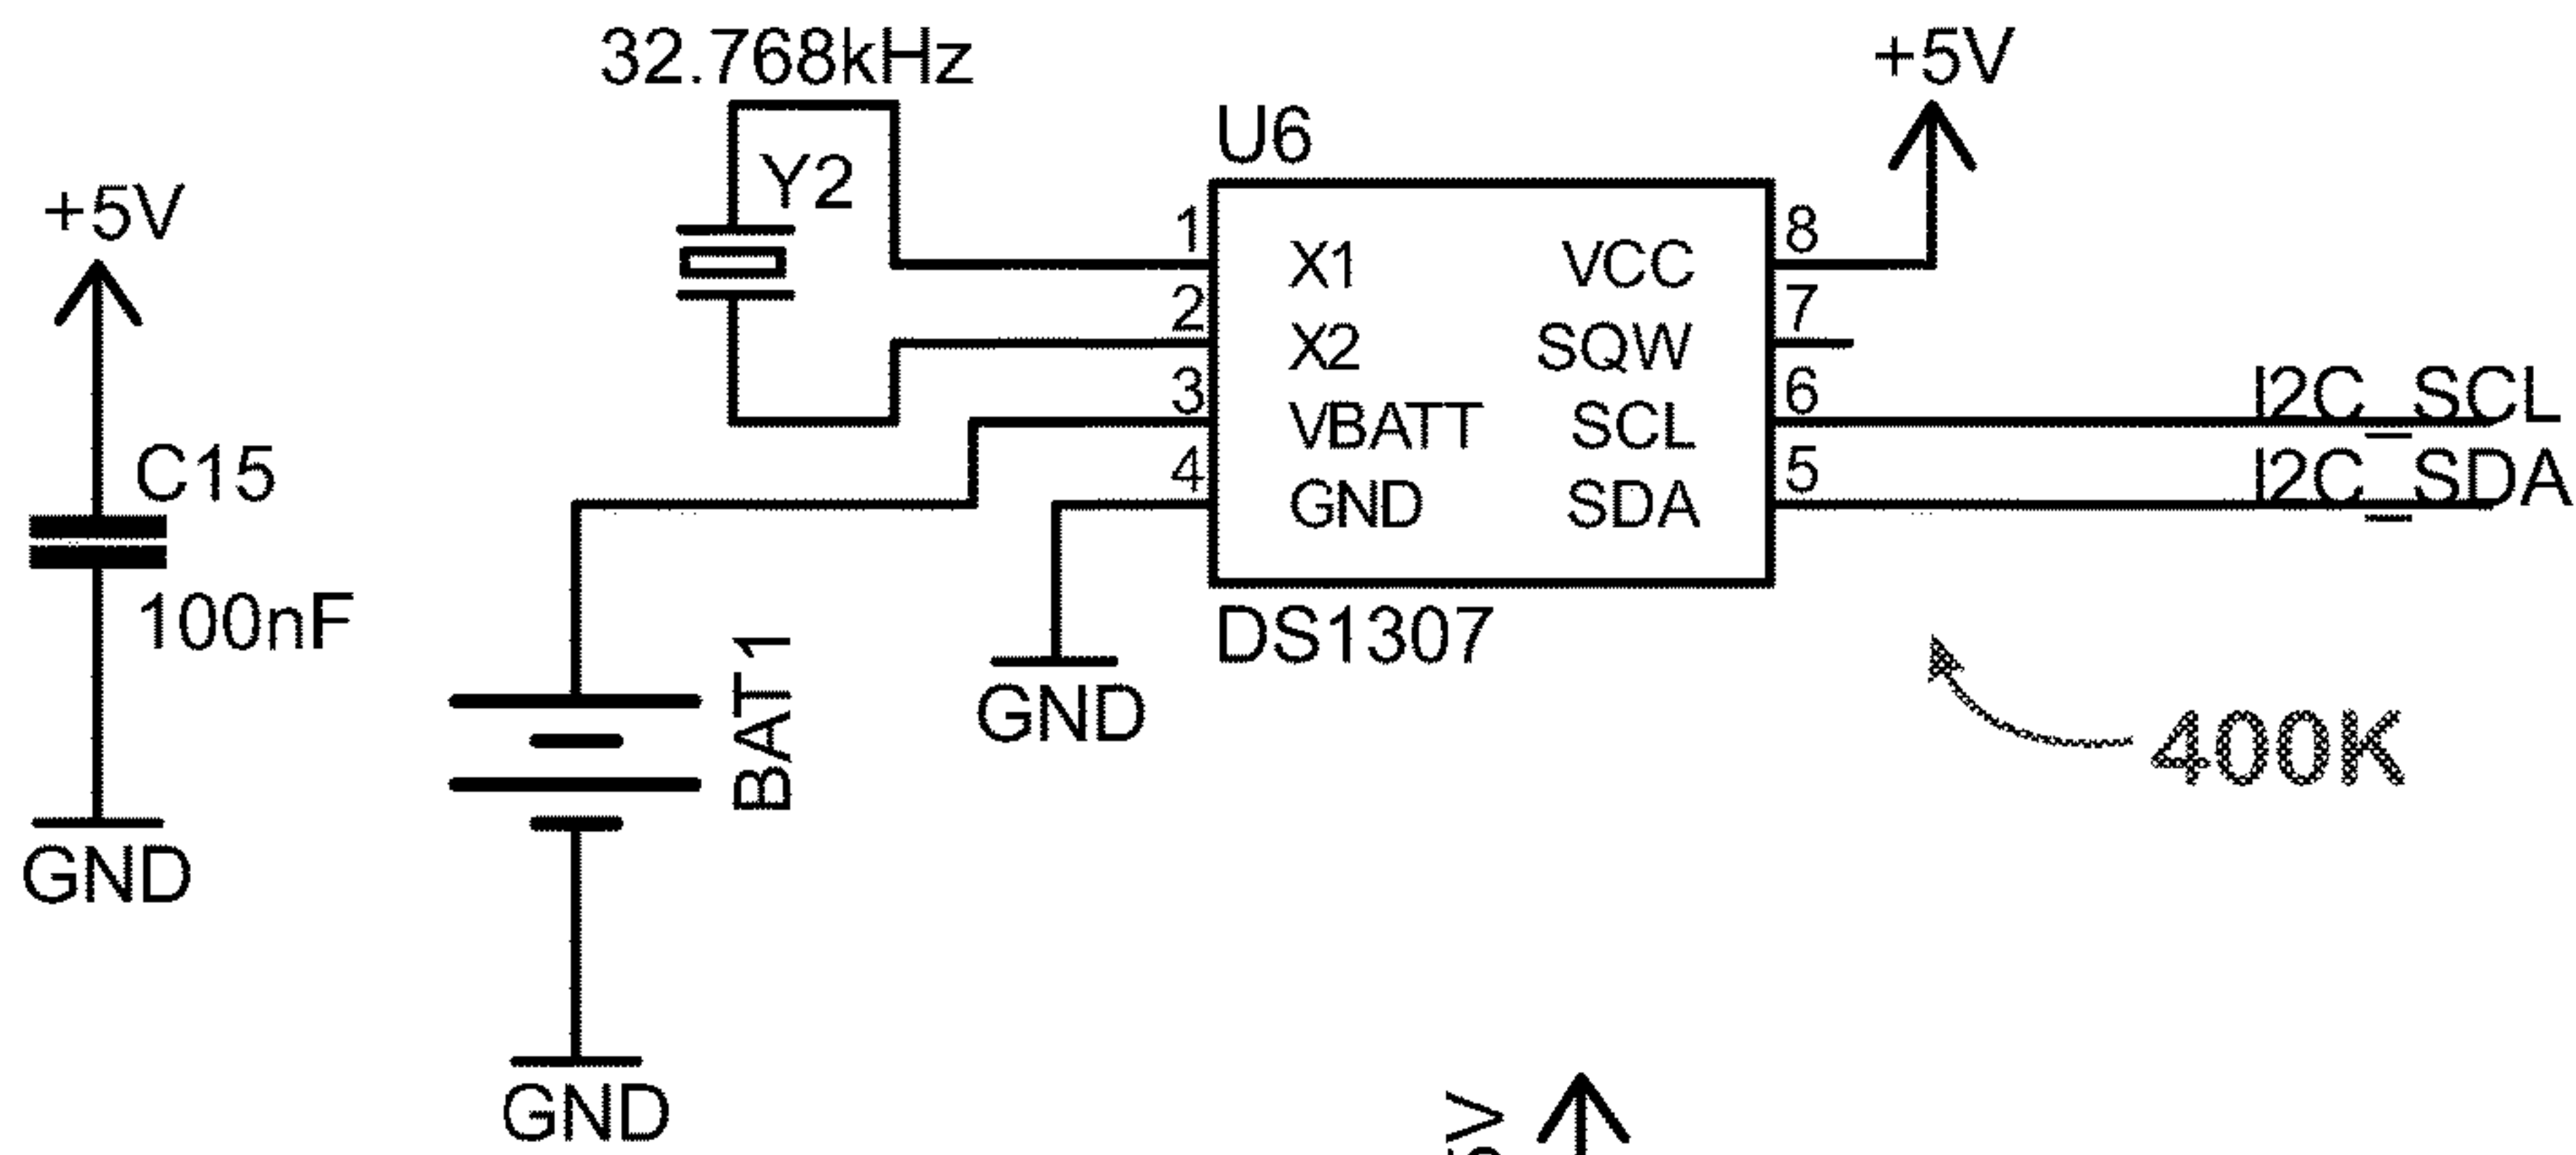 32.768kHz
+5V
U6
Y2
+5V
1
8
X1
VCC
2
7
X2
SQW
C15
3
6
I2C_SCL
VBATT
SCL
4
5
I2C_SDA
GND
SDA
100nF
DS1307
BAT1
GND
400K
GND
GND
5V